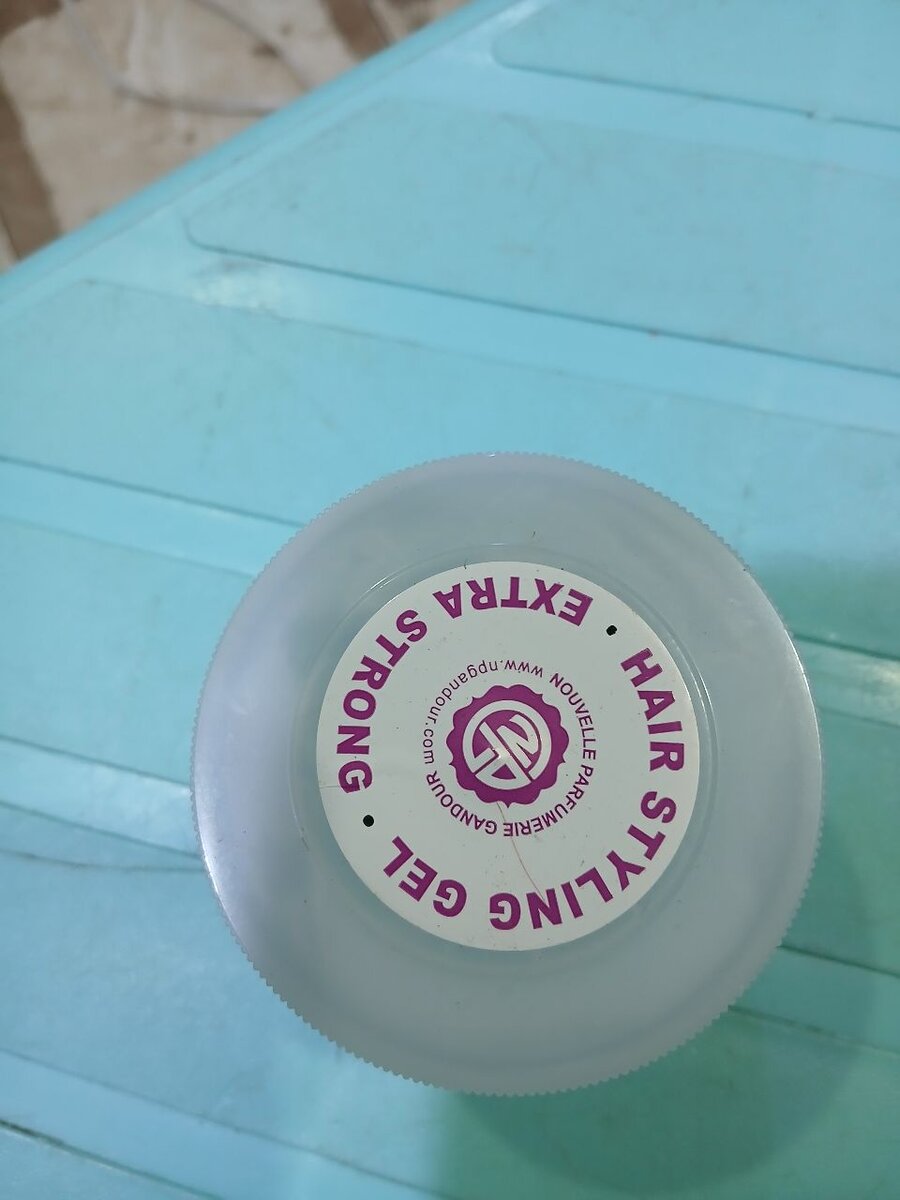 HAIR STYLING GEL • EXTRA STRONG •
NOUVELLE PARFUMERIE GANDOUR www.npgandour.com